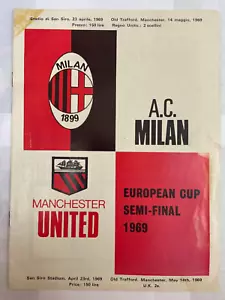 Stadio di San Siro, 23 aprile, 1969
Prezzo: 150 lire
Old Trafford, Manchester, 14 maggio, 1969
Regno Unito: 2 scellini
MILAN
1899
A.C.
MILAN
MANCHESTER
UNITED
EUROPEAN CUP
SEMI-FINAL
1969
San Siro Stadium, April 23rd, 1969
Price: 150 lire
Old Trafford, Manchester, May 14th, 1969
U.K. 2s.